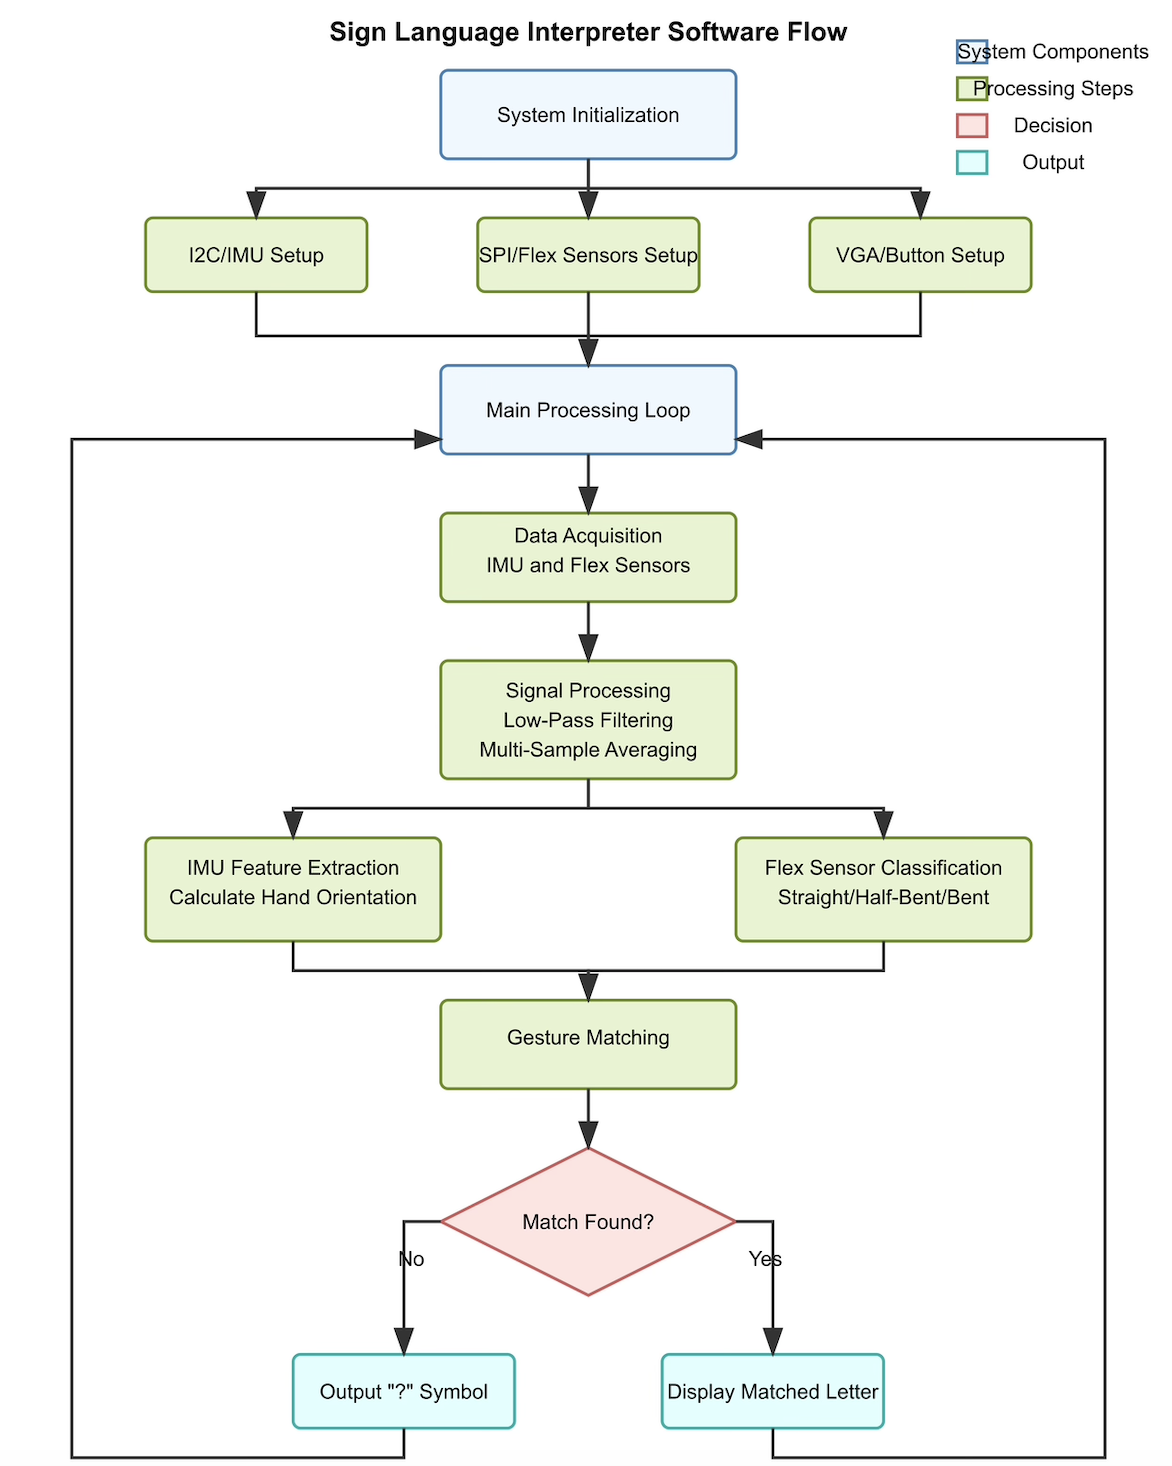 Sign Language Interpreter Software Flow
System Components
Processing Steps
Decision
Output
System Initialization
I2C/IMU Setup
SPI/Flex Sensors Setup
VGA/Button Setup
Main Processing Loop
Data Acquisition
IMU and Flex Sensors
Signal Processing
Low-Pass Filtering
Multi-Sample Averaging
IMU Feature Extraction
Calculate Hand Orientation
Flex Sensor Classification
Straight/Half-Bent/Bent
Gesture Matching
Match Found?
No
Yes
Output "?" Symbol
Display Matched Letter